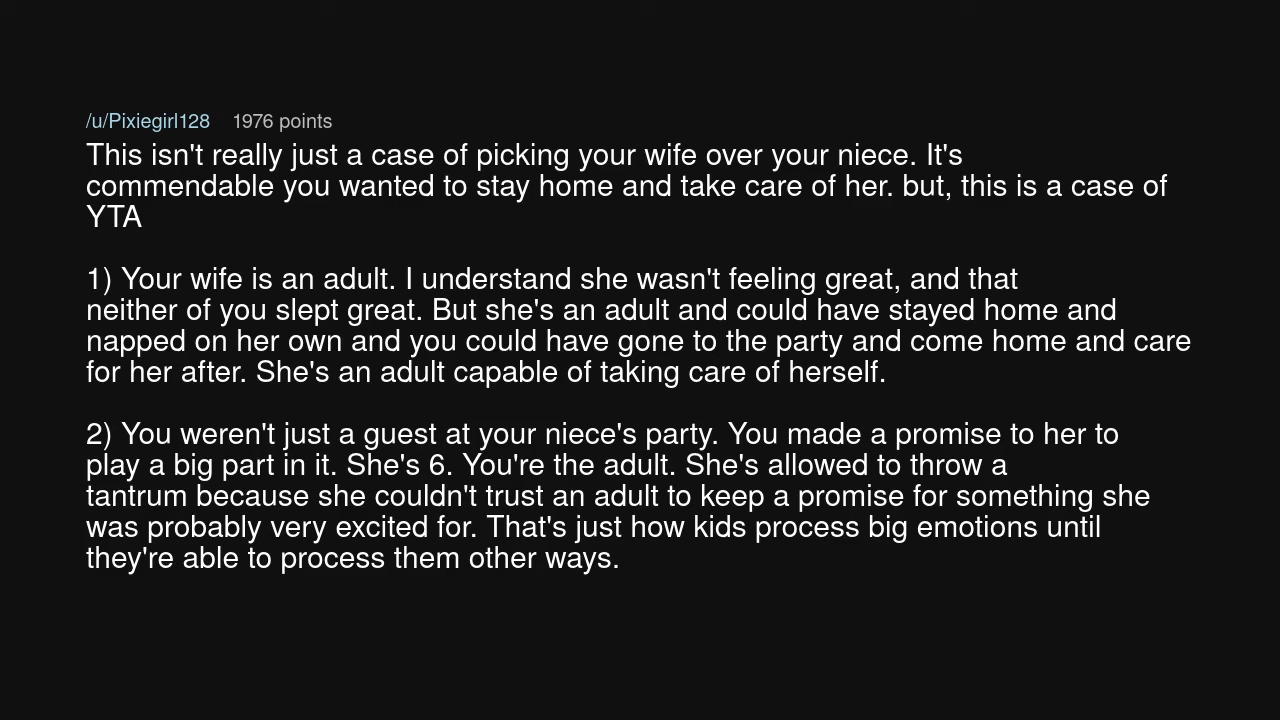 /u/Pixiegirl128 1976 points
This isn't really just a case of picking your wife over your niece. It's
commendable you wanted to stay home and take care of her. but, this is a case of
YTA
1) Your wife is an adult. I understand she wasn't feeling great, and that
neither of you slept great. But she's an adult and could have stayed home and
napped on her own and you could have gone to the party and come home and care
for her after. She's an adult capable of taking care of herself.
2) You weren't just a guest at your niece's party. You made a promise to her to
play a big part in it. She's 6. You're the adult. She's allowed to throw a
tantrum because she couldn't trust an adult to keep a promise for something she
was probably very excited for. That's just how kids process big emotions until
they're able to process them other ways.